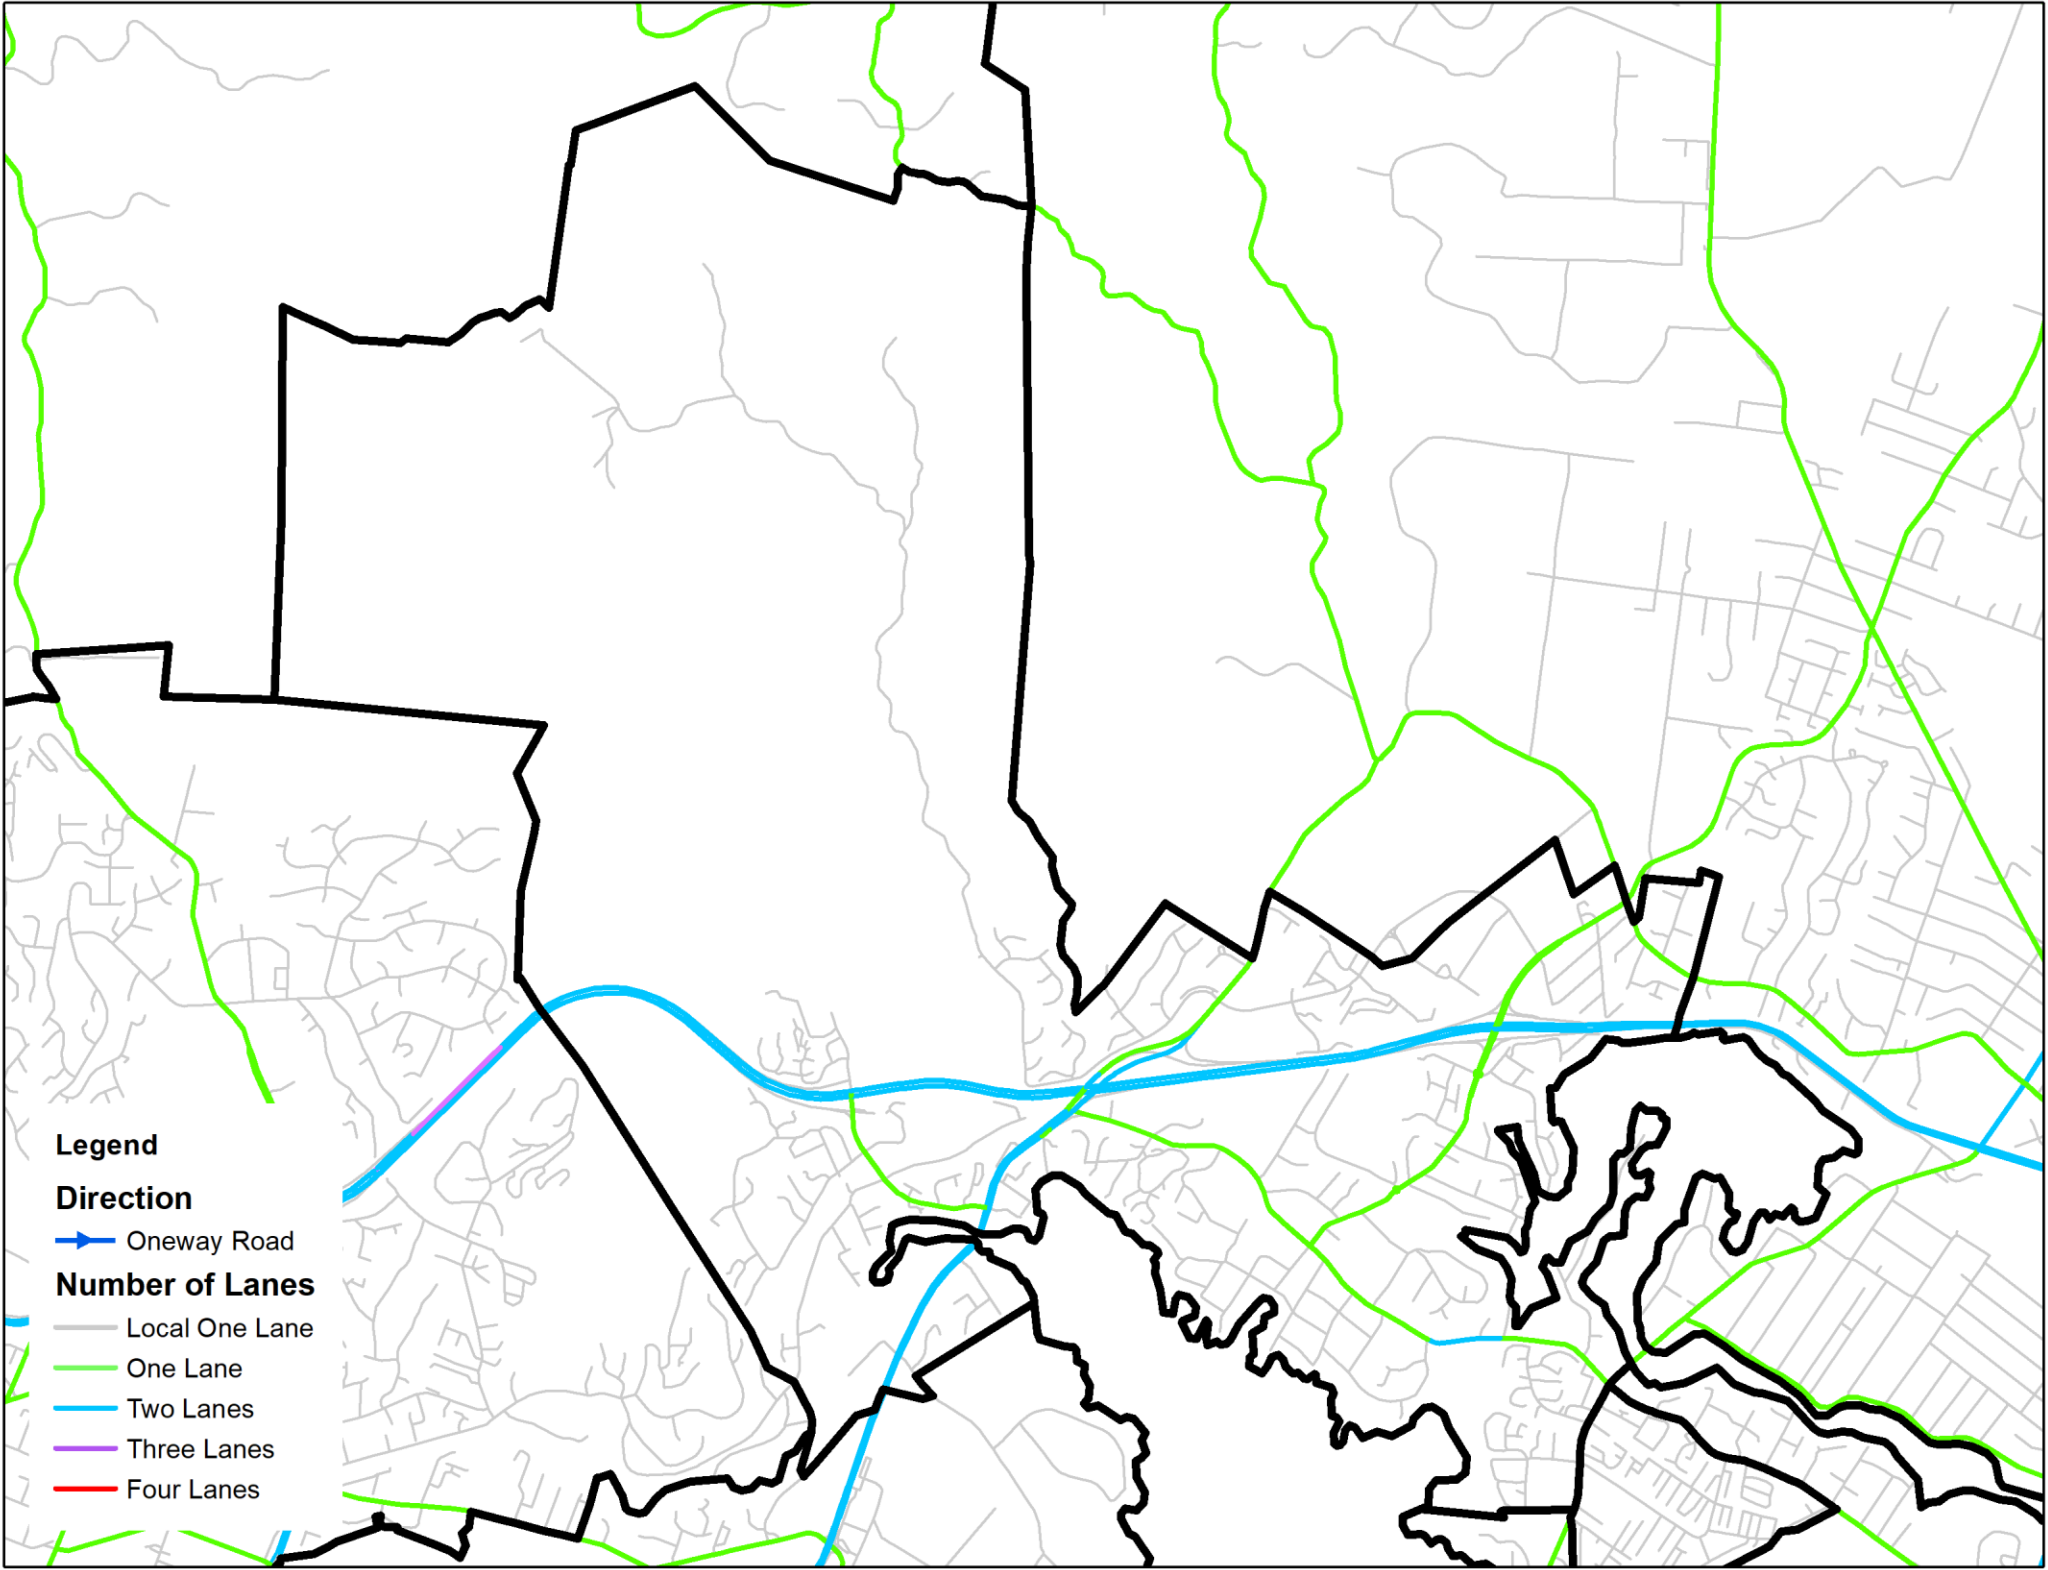 Legend
Direction
Oneway Road
Number of Lanes
Local One Lane
One Lane
Two Lanes
Three Lanes
Four Lanes